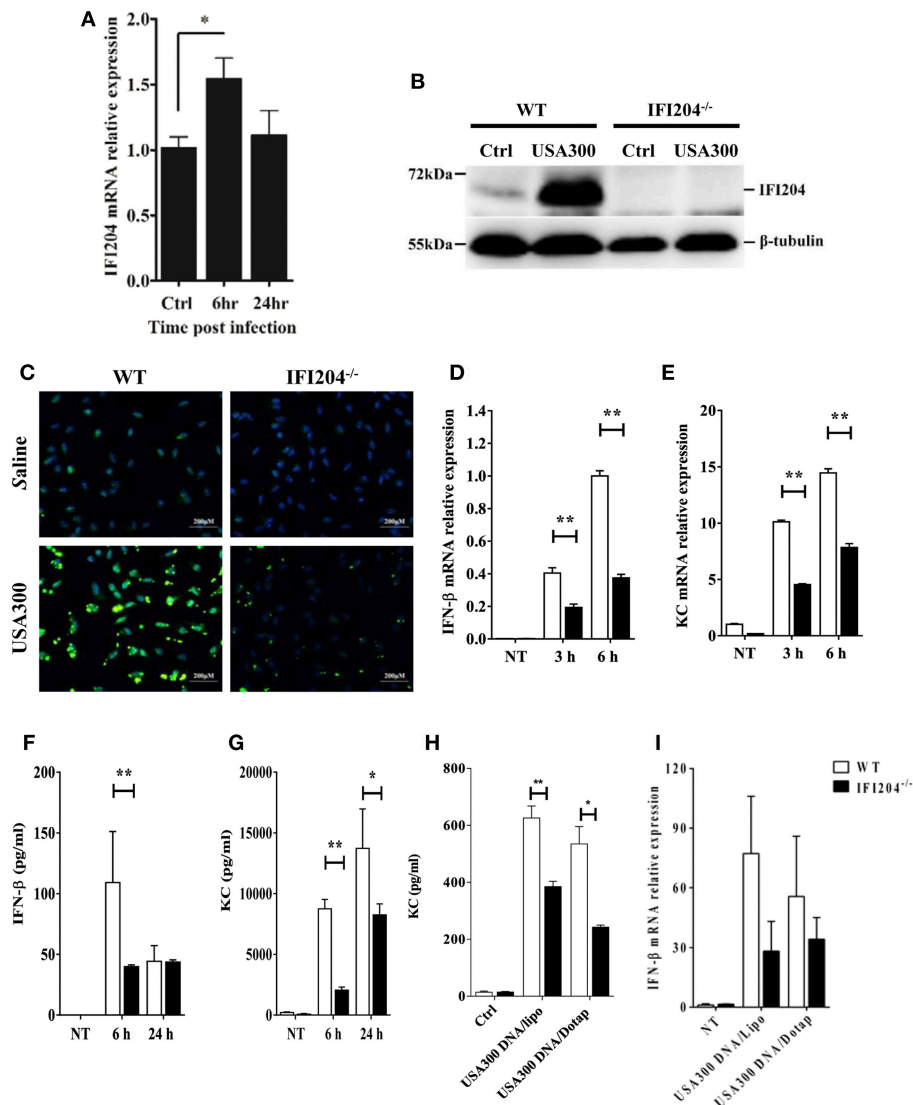 A
IFI204 mRNA relative expression
2.0
1.5
1.0
0.5
0.0
*
Ctrl 6hr 24hr
Time post infection
B
WT IFI204-/-
Ctrl USA300 Ctrl USA300
72kDa
IFI204
55kDa
β-tubulin
C
WT IFI204-/-
Saline
200μM 200μM
USA300
200μM 200μM
D
IFN-β mRNA relative expression
1.4
1.2
1.0
0.8
0.6
0.4
0.2
0.0
** **
NT 3 h 6 h
E
KC mRNA relative expression
20
15
10
5
0
** **
NT 3 h 6 h
F
IFN-β (pg/ml)
200
150
100
50
0
**
NT 6 h 24 h
G
KC (pg/ml)
20000
15000
10000
5000
0
** *
NT 6 h 24 h
H
KC (pg/ml)
800
600
400
200
0
** *
Ctrl
USA300 DNA/lipo
USA300 DNA/Dotap
I
IFN-β mRNA relative expression
120
90
60
30
0
WT
IFI204-/-
NT
USA300 DNA/Lipo
USA300 DNA/Dotap